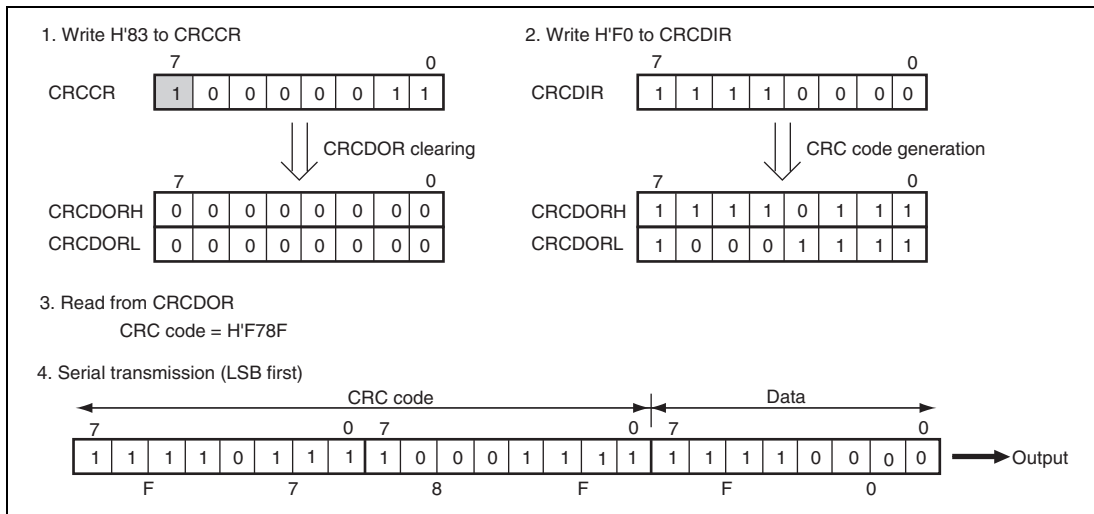 1. Write H'83 to CRCCR
7 0
CRCCR 1 0 0 0 0 0 1 1
CRCDOR clearing
7 0
CRCDORH 0 0 0 0 0 0 0 0
CRCDORL 0 0 0 0 0 0 0 0
2. Write H'F0 to CRCDIR
7 0
CRCDIR 1 1 1 1 0 0 0 0
CRC code generation
7 0
CRCDORH 1 1 1 1 0 1 1 1
CRCDORL 1 0 0 0 1 1 1 1
3. Read from CRCDOR
CRC code = H'F78F
4. Serial transmission (LSB first)
CRC code Data
7 0 7 0 7 0
1 1 1 1 0 1 1 1 1 0 0 0 1 1 1 1 1 1 1 1 0 0 0 0 Output
F 7 8 F F 0